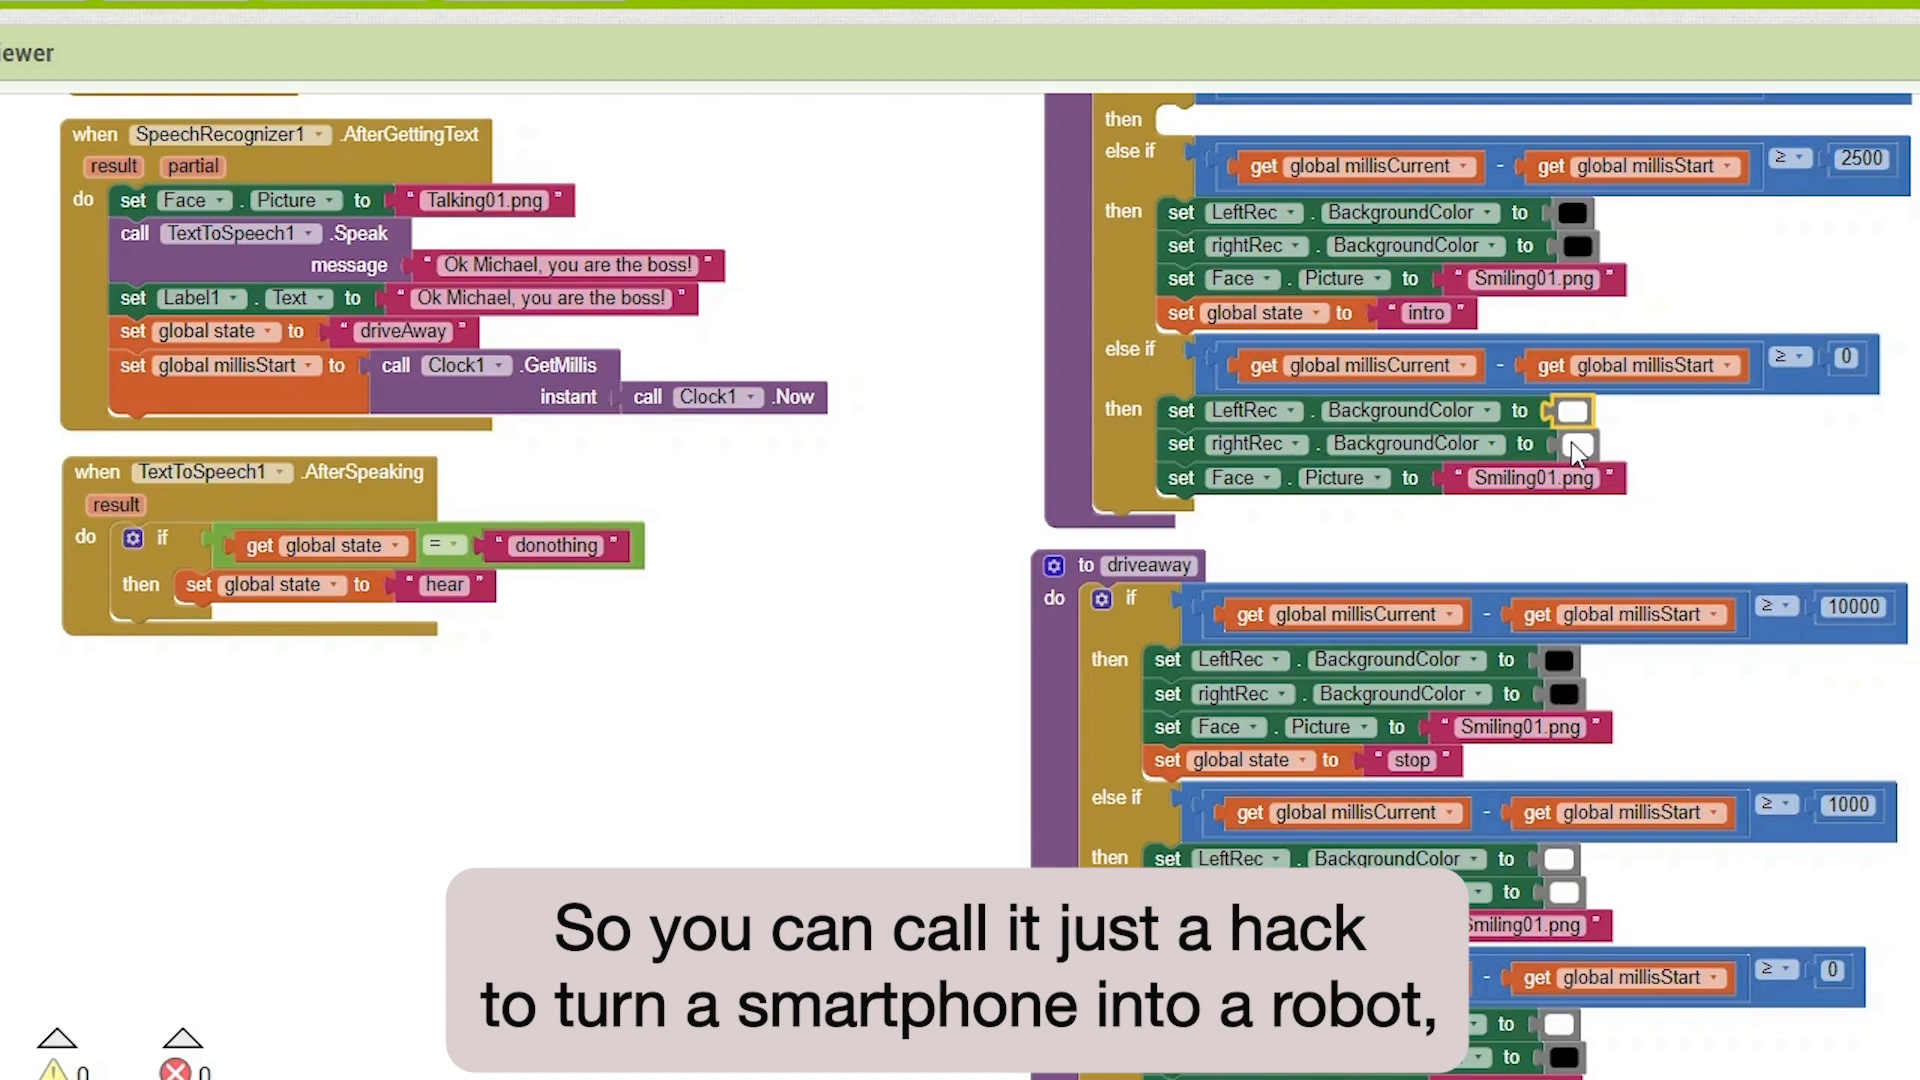 iewer
when SpeechRecognizer1 .AfterGettingText
result partial
do set Face . Picture to " Talking01.png "
call TextToSpeech1 .Speak
message " Ok Michael, you are the boss! "
set Label1 . Text to " Ok Michael, you are the boss! "
set global state to " driveAway "
set global millisStart to call Clock1 .GetMillis
instant call Clock1 .Now
when TextToSpeech1 .AfterSpeaking
result
do if get global state = " donothing "
then set global state to " hear "
then
else if get global millisCurrent - get global millisStart ≥ 2500
then set LeftRec . BackgroundColor to
set rightRec . BackgroundColor to
set Face . Picture to " Smiling01.png "
set global state to " intro "
else if get global millisCurrent - get global millisStart ≥ 0
then set LeftRec . BackgroundColor to
set rightRec . BackgroundColor to
set Face . Picture to " Smiling01.png "
to driveaway
do if get global millisCurrent - get global millisStart ≥ 10000
then set LeftRec . BackgroundColor to
set rightRec . BackgroundColor to
set Face . Picture to " Smiling01.png "
set global state to " stop "
else if get global millisCurrent - get global millisStart ≥ 1000
then set LeftRec . BackgroundColor to
to
Smiling01.png "
- get global millisStart ≥ 0
to
to
So you can call it just a hack
to turn a smartphone into a robot,
0 0